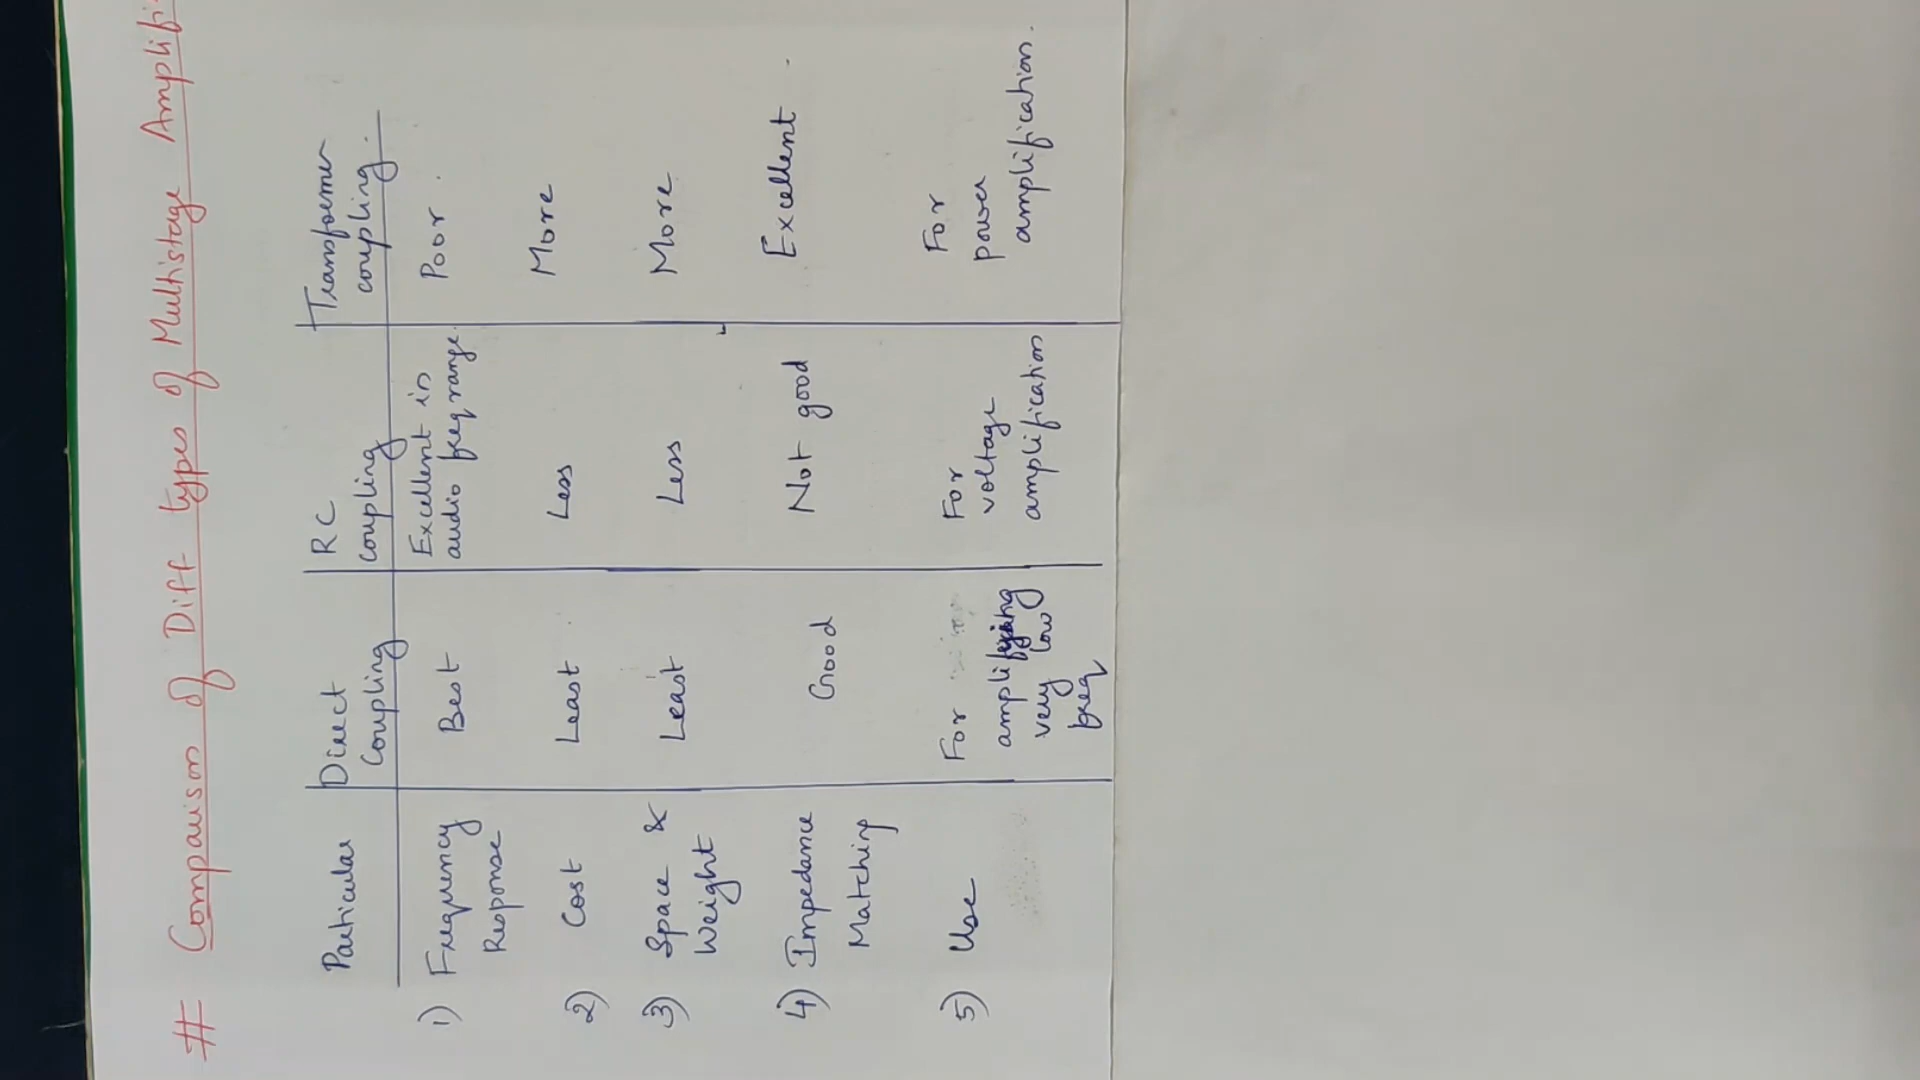 # Comparison of Diff types of Multistage Amplifi
Particular Direct Coupling RC coupling Transformer coupling.
1) Frequency Response Best Excellent in audio freq range. Poor.
2) Cost Least Less More
3) Space & Weight Least Less More
4) Impedance Matching Good Not good Excellent.
5) Use For amplifying very low freq For voltage amplification For power amplification.